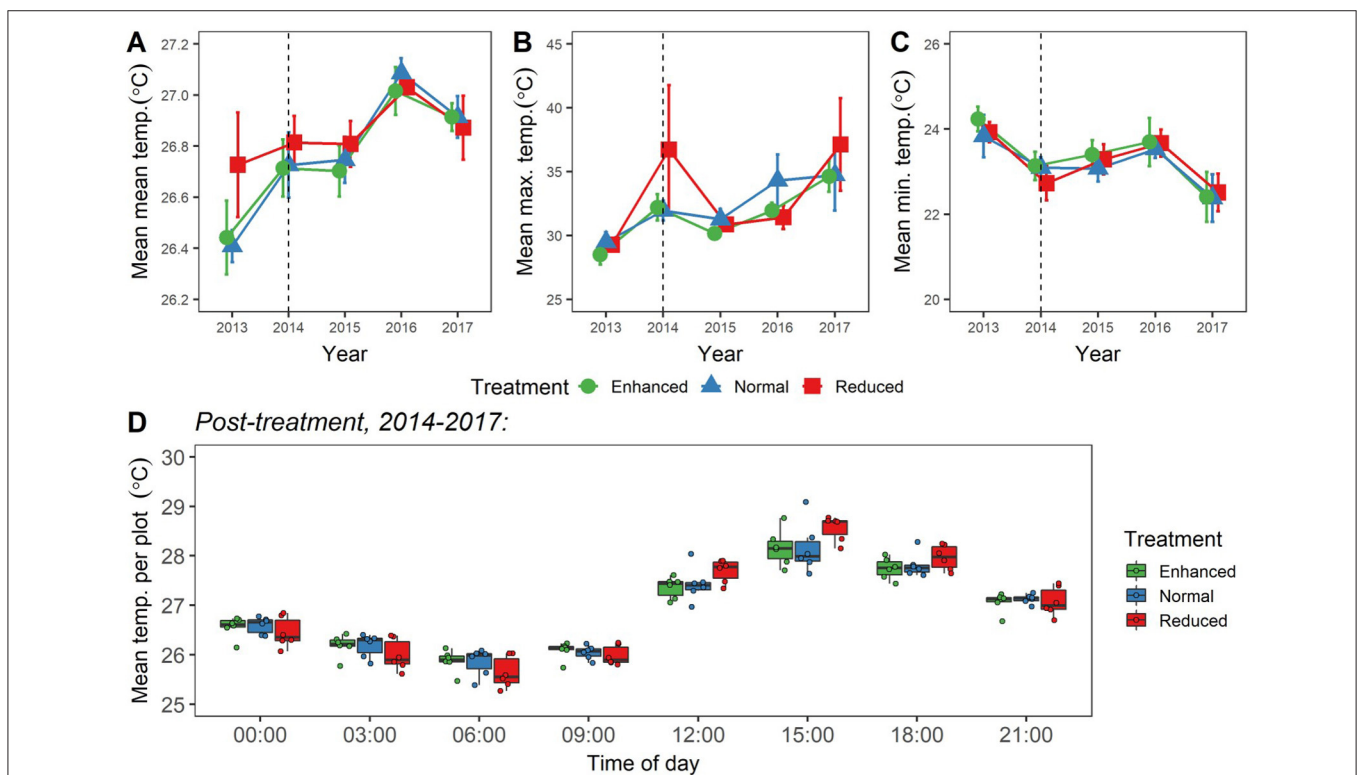 A
B
C
Mean mean temp.(°C)
27.2
27.0
26.8
26.6
26.4
26.2
2013 2014 2015 2016 2017
Year
Mean max. temp.(°C)
45
40
35
30
25
2013 2014 2015 2016 2017
Year
Mean min. temp.(°C)
26
24
22
20
2013 2014 2015 2016 2017
Year
Treatment Enhanced Normal Reduced
D Post-treatment, 2014-2017:
Mean temp. per plot (°C)
30
29
28
27
26
25
00:00 03:00 06:00 09:00 12:00 15:00 18:00 21:00
Time of day
Treatment
Enhanced
Normal
Reduced